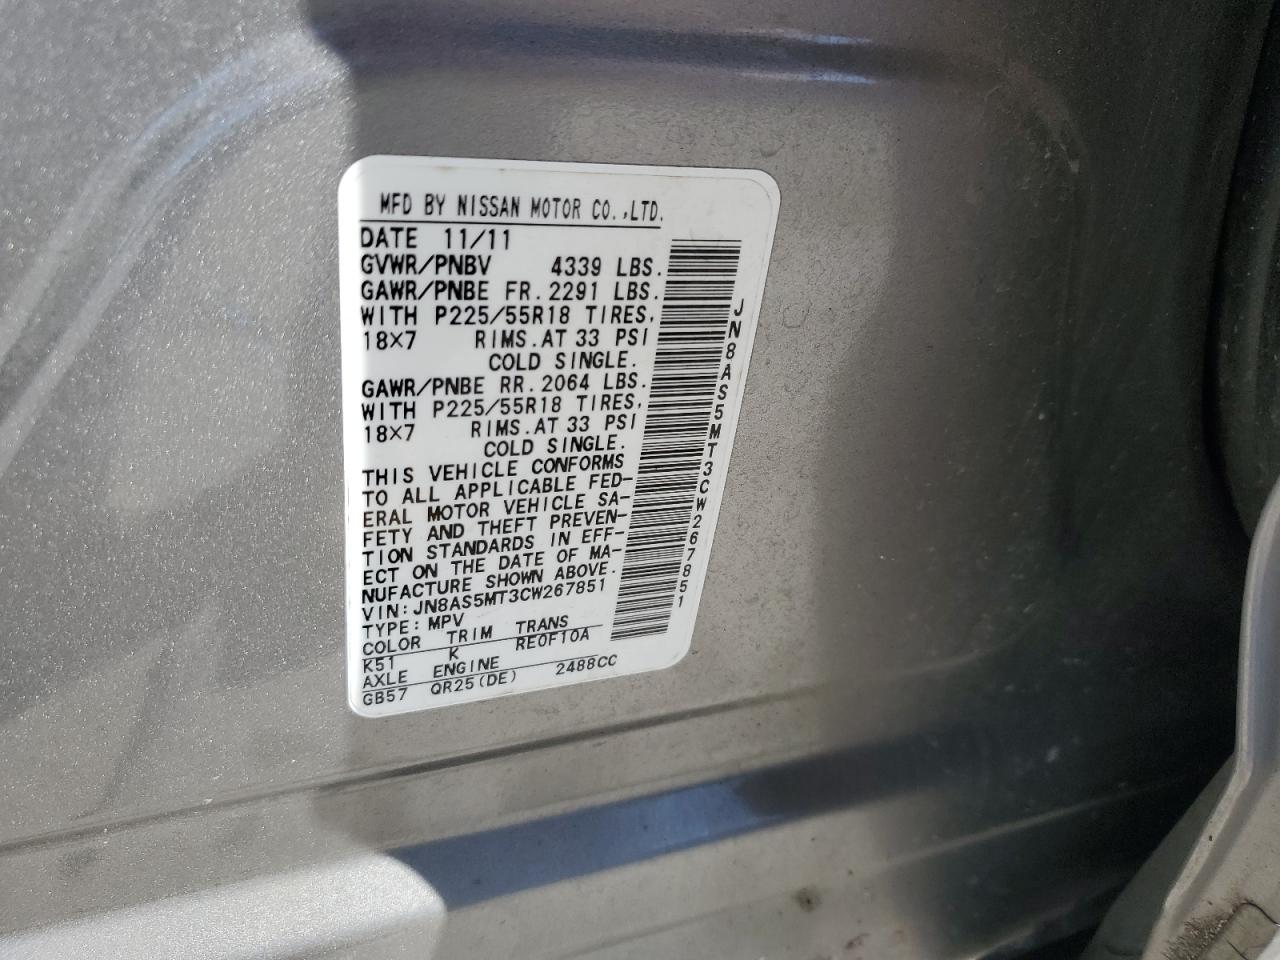 MFD BY NISSAN MOTOR CO.,LTD.
DATE 11/11
GVWR/PNBV 4339 LBS.
GAWR/PNBE FR. 2291 LBS.
WITH P225/55R18 TIRES,
18×7 RIMS. AT 33 PSI
COLD SINGLE.
GAWR/PNBE RR. 2064 LBS.
WITH P225/55R18 TIRES,
18×7 RIMS. AT 33 PSI
COLD SINGLE.
THIS VEHICLE CONFORMS
TO ALL APPLICABLE FED-
ERAL MOTOR VEHICLE SA-
FETY AND THEFT PREVEN-
TION STANDARDS IN EFF-
ECT ON THE DATE OF MA-
NUFACTURE SHOWN ABOVE.
VIN: JN8AS5MT3CW267851
TYPE: MPV
COLOR TRIM TRANS
K51 K RE0F10A
AXLE ENGINE
GB57 QR25(DE) 2488CC
JN8AS5MT3CW267851